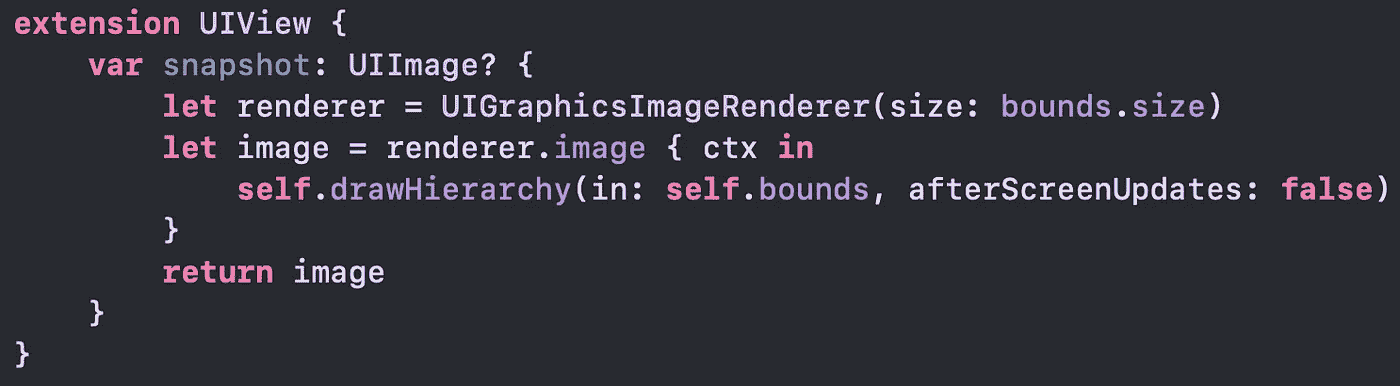 extension UIView {
    var snapshot: UIImage? {
        let renderer = UIGraphicsImageRenderer(size: bounds.size)
        let image = renderer.image { ctx in
            self.drawHierarchy(in: self.bounds, afterScreenUpdates: false)
        }
        return image
    }
}